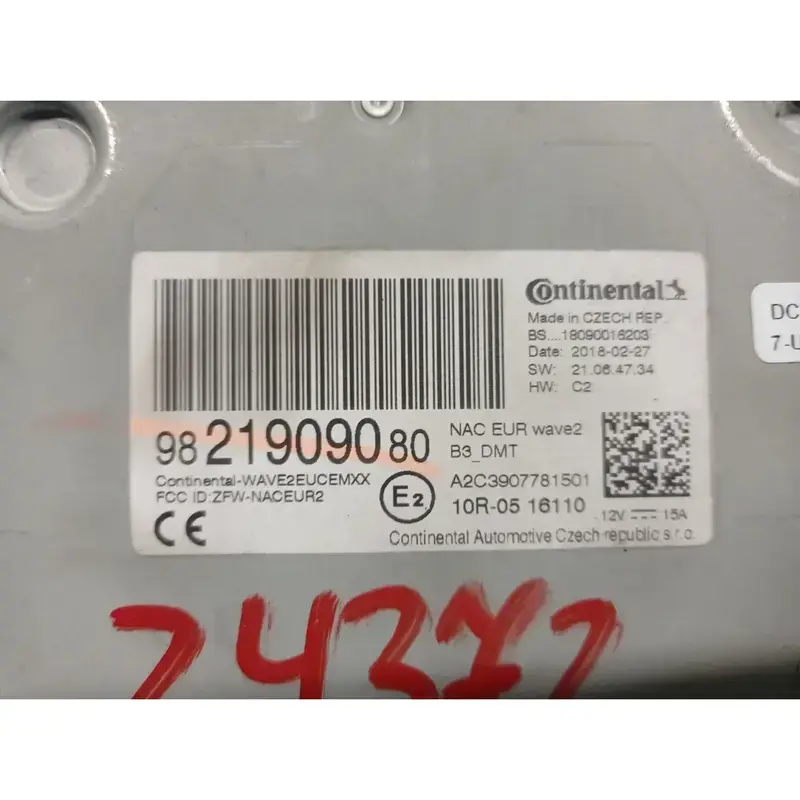 Continental
Made in CZECH REP.
BS....18090016203
Date: 2018-02-27
SW: 21.06.47.34
HW: C2
98 219090 80
NAC EUR wave2
B3_DMT
Continental-WAVE2EUCEMXX
FCC ID:ZFW-NACEUR2
E2
A2C3907781501
10R-05 16110
12V 15A
CE
Continental Automotive Czech republic s.r.o.
DC
7-U
74372